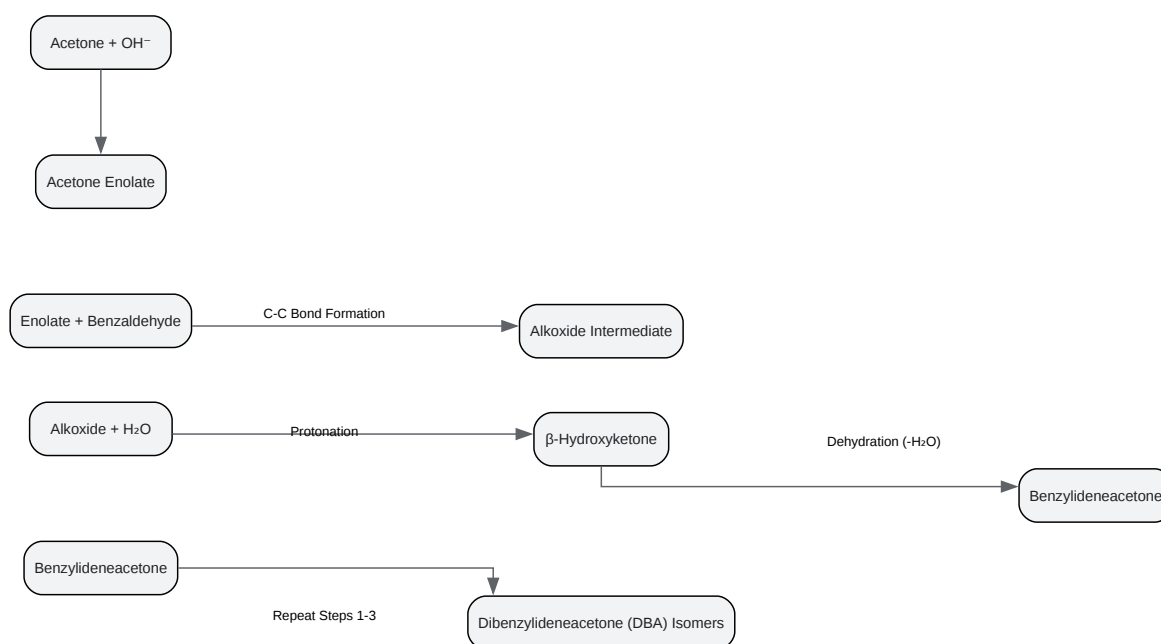 Acetone + OH⁻
Acetone Enolate
Enolate + Benzaldehyde
C-C Bond Formation
Alkoxide Intermediate
Alkoxide + H₂O
Protonation
β-Hydroxyketone
Dehydration (-H₂O)
Benzylideneacetone
Benzylideneacetone
Repeat Steps 1-3
Dibenzylideneacetone (DBA) Isomers